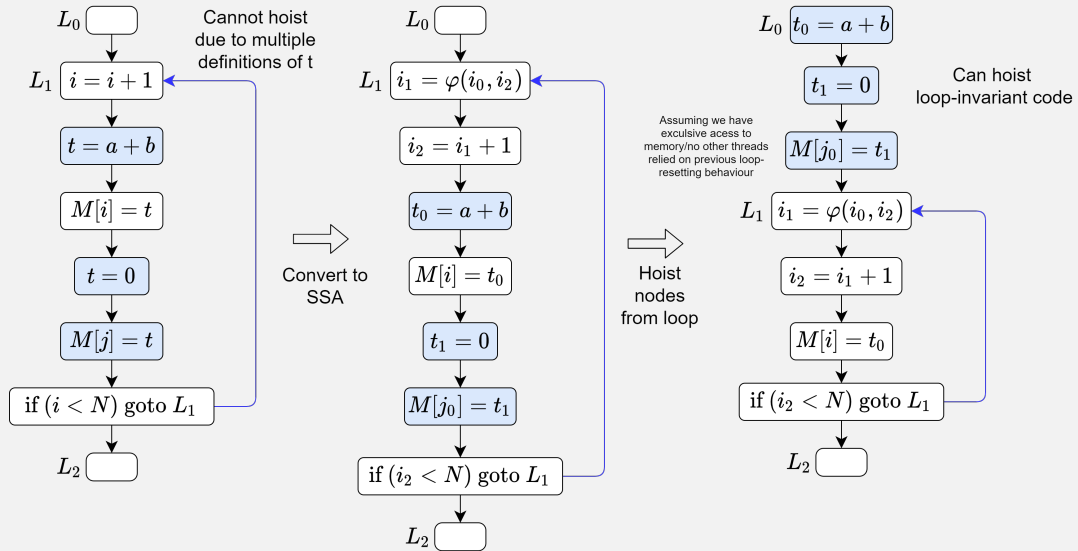 Cannot hoist
due to multiple
definitions of t
L₀
L₁ i = i + 1
t = a + b
M[i] = t
t = 0
M[j] = t
if (i < N) goto L₁
L₂
Convert to
SSA
L₀
L₁ i₁ = φ(i₀, i₂)
i₂ = i₁ + 1
t₀ = a + b
M[i] = t₀
t₁ = 0
M[j₀] = t₁
if (i₂ < N) goto L₁
L₂
Assuming we have
exculsive acess to
memory/no other threads
relied on previous loop-
resetting behaviour
Hoist
nodes
from loop
L₀ t₀ = a + b
t₁ = 0
M[j₀] = t₁
L₁ i₁ = φ(i₀, i₂)
i₂ = i₁ + 1
M[i] = t₀
if (i₂ < N) goto L₁
L₂
Can hoist
loop-invariant code